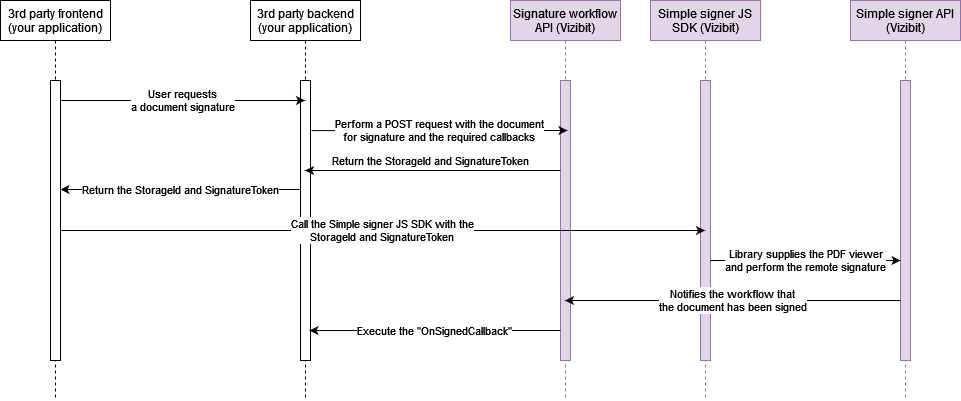 3rd party frontend
(your application)
3rd party backend
(your application)
Signature workflow
API (Vizibit)
Simple signer JS
SDK (Vizibit)
Simple signer API
(Vizibit)
User requests
a document signature
Perform a POST request with the document
for signature and the required callbacks
Return the StorageId and SignatureToken
Return the StorageId and SignatureToken
Call the Simple signer JS SDK with the
StorageId and SignatureToken
Library supplies the PDF viewer
and perform the remote signature
Notifies the workflow that
the document has been signed
Execute the "OnSignedCallback"